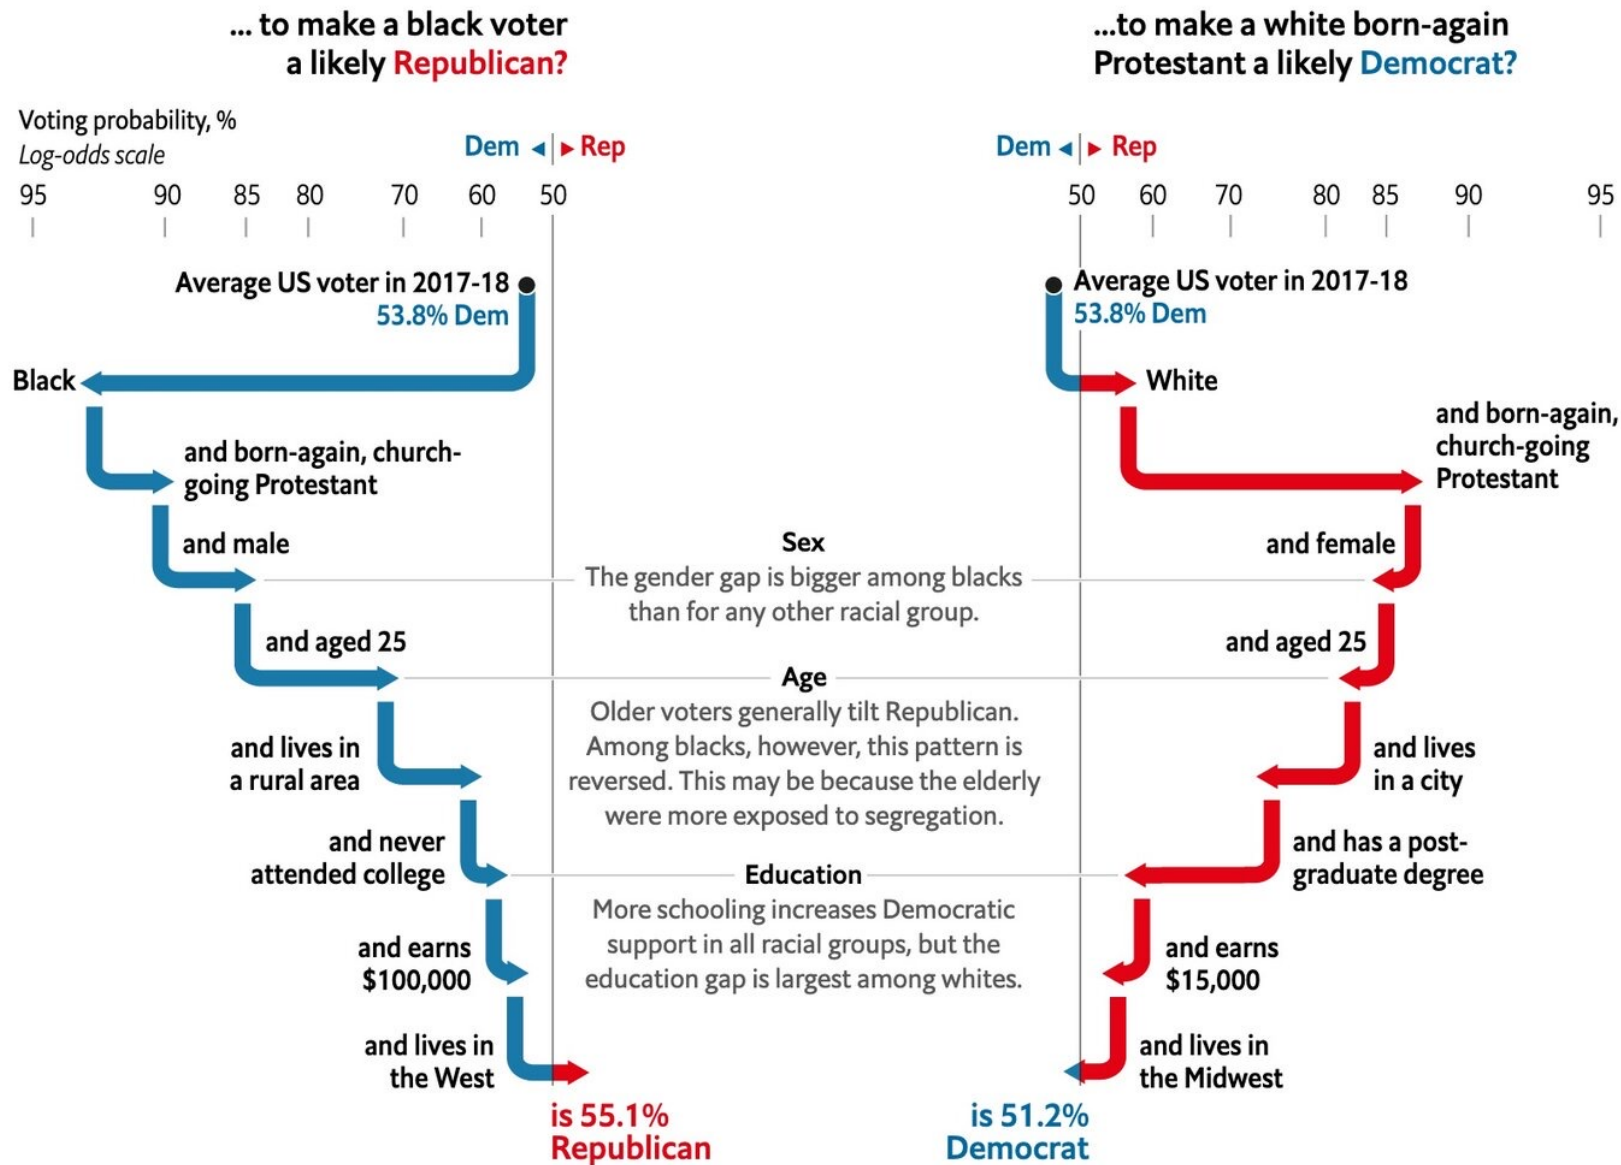 ... to make a black voter
a likely Republican?
...to make a white born-again
Protestant a likely Democrat?
Voting probability, %
Log-odds scale
Dem ◄ ► Rep
Dem ◄ ► Rep
95 90 85 80 70 60 50
50 60 70 80 85 90 95
Average US voter in 2017-18
53.8% Dem
Average US voter in 2017-18
53.8% Dem
Black
White
and born-again, church-
going Protestant
and born-again,
church-going
Protestant
and male
Sex
The gender gap is bigger among blacks
than for any other racial group.
and female
and aged 25
and aged 25
Age
Older voters generally tilt Republican.
Among blacks, however, this pattern is
reversed. This may be because the elderly
were more exposed to segregation.
and lives in
a rural area
and lives
in a city
and never
attended college
and has a post-
graduate degree
Education
More schooling increases Democratic
support in all racial groups, but the
education gap is largest among whites.
and earns
$100,000
and earns
$15,000
and lives in
the West
and lives in
the Midwest
is 55.1%
Republican
is 51.2%
Democrat